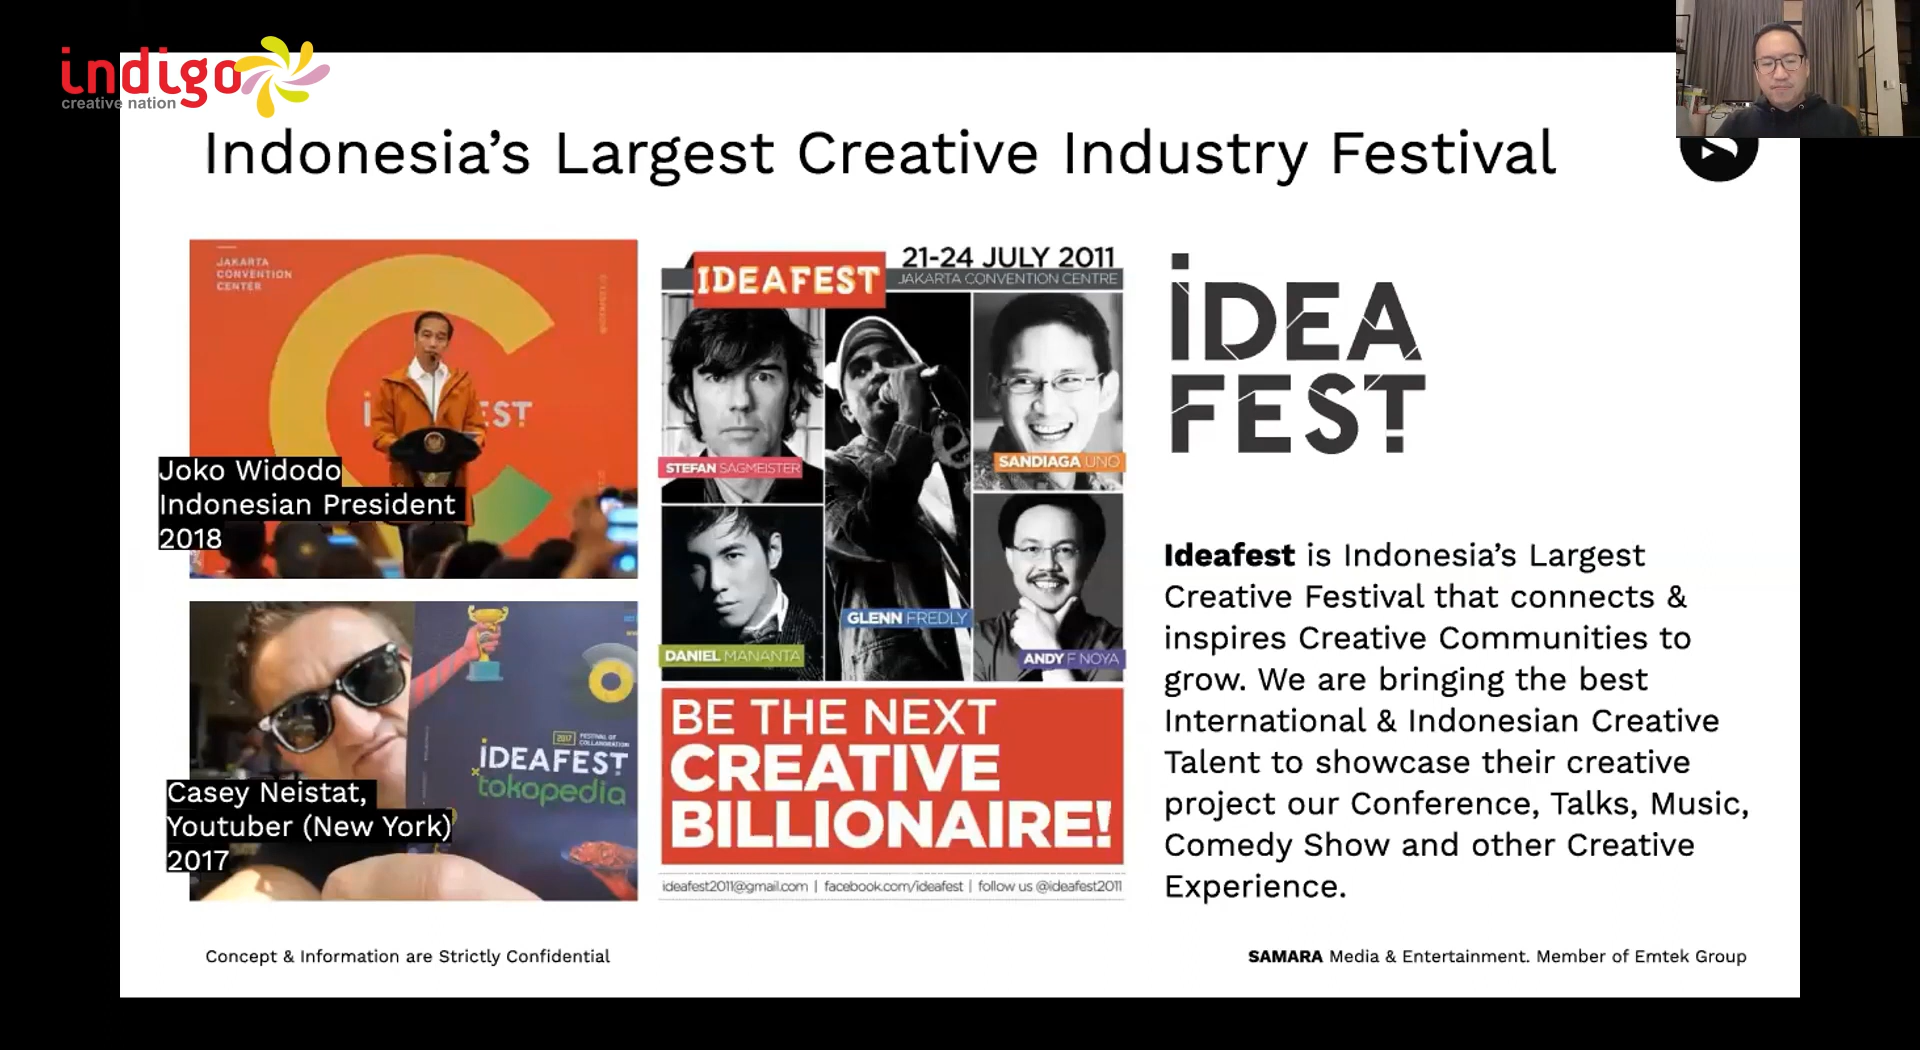 indigo
creative nation
Indonesia's Largest Creative Industry Festival
JAKARTA
CONVENTION
CENTER
Joko Widodo
Indonesian President
2018
2017 FESTIVAL OF
COLLABORATION
IDEAFEST
tokopedia
Casey Neistat,
Youtuber (New York)
2017
IDEAFEST
21-24 JULY 2011
JAKARTA CONVENTION CENTRE
STEFAN SAGMEISTER
SANDIAGA UNO
GLENN FREDLY
DANIEL MANANTA
ANDY F NOYA
BE THE NEXT
CREATIVE
BILLIONAIRE!
ideafest2011@gmail.com | facebook.com/ideafest | follow us @ideafest2011
IDEA
FEST
Ideafest is Indonesia's Largest
Creative Festival that connects &
inspires Creative Communities to
grow. We are bringing the best
International & Indonesian Creative
Talent to showcase their creative
project our Conference, Talks, Music,
Comedy Show and other Creative
Experience.
Concept & Information are Strictly Confidential
SAMARA Media & Entertainment. Member of Emtek Group